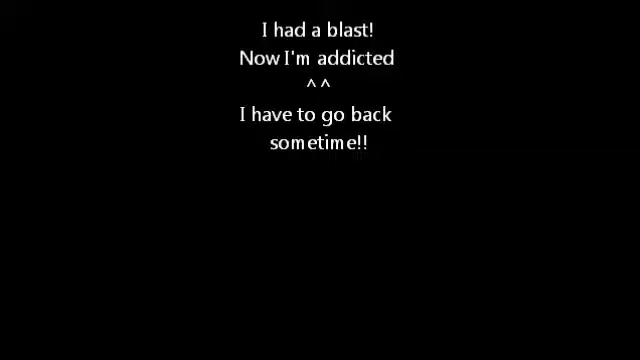 I had a blast!
Now I'm addicted
^ ^
I have to go back
sometime!!